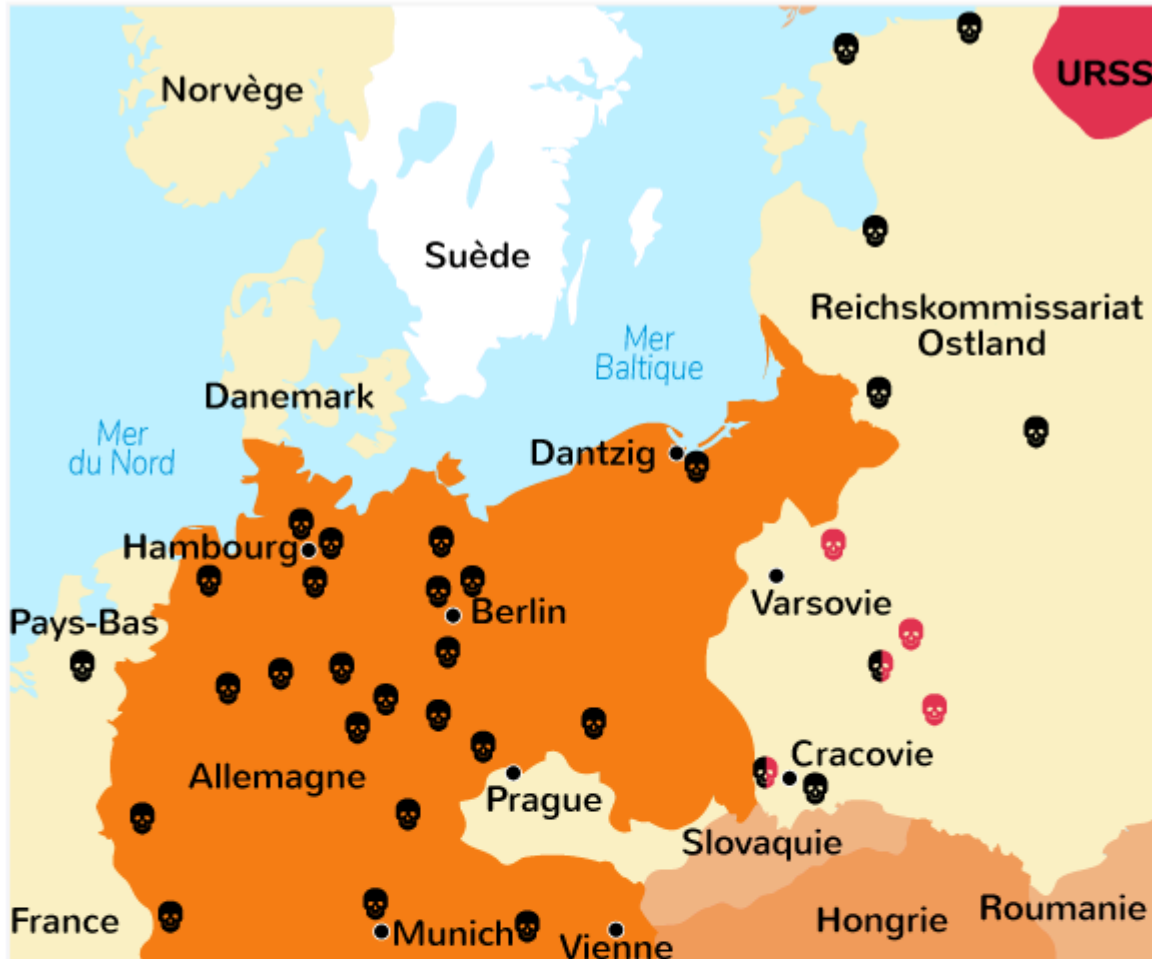 URSS
Norvège
Suède
Reichskommissariat
Ostland
Mer
Baltique
Danemark
Mer
du Nord
Dantzig
Hambourg
Varsovie
Berlin
Pays-Bas
Cracovie
Allemagne
Prague
Slovaquie
France
Munich
Vienne
Hongrie
Roumanie